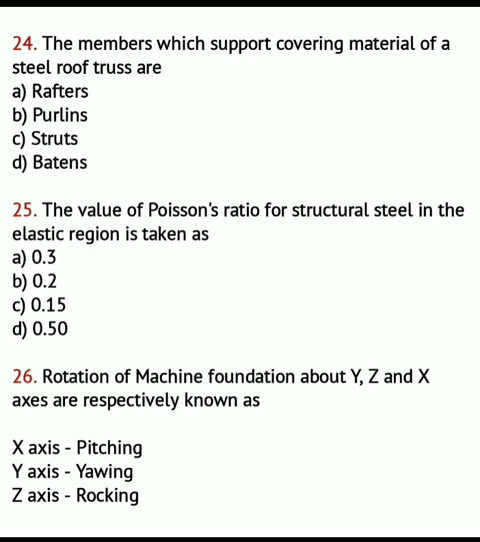 24. The members which support covering material of a
steel roof truss are
a) Rafters
b) Purlins
c) Struts
d) Batens
25. The value of Poisson's ratio for structural steel in the
elastic region is taken as
a) 0.3
b) 0.2
c) 0.15
d) 0.50
26. Rotation of Machine foundation about Y, Z and X
axes are respectively known as
X axis - Pitching
Y axis - Yawing
Z axis - Rocking